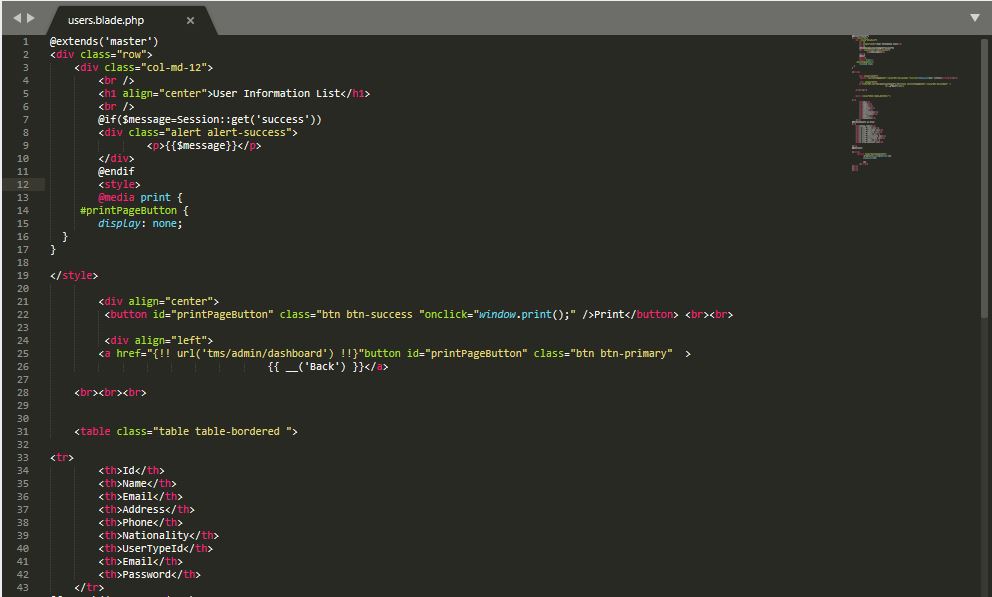 users.blade.php ×
1 @extends('master')
2 <div class="row">
3 <div class="col-md-12">
4 <br />
5 <h1 align="center">User Information List</h1>
6 <br />
7 @if($message=Session::get('success'))
8 <div class="alert alert-success">
9 <p>{{$message}}</p>
10 </div>
11 @endif
12 <style>
13 @media print {
14 #printPageButton {
15 display: none;
16 }
17 }
18
19 </style>
20
21 <div align="center">
22 <button id="printPageButton" class="btn btn-success "onclick="window.print();" />Print</button> <br><br>
23
24 <div align="left">
25 <a href="{!! url('tms/admin/dashboard') !!}"button id="printPageButton" class="btn btn-primary" >
26 {{ __('Back') }}</a>
27
28 <br><br><br>
29
30
31 <table class="table table-bordered ">
32
33 <tr>
34 <th>Id</th>
35 <th>Name</th>
36 <th>Email</th>
37 <th>Address</th>
38 <th>Phone</th>
39 <th>Nationality</th>
40 <th>UserTypeId</th>
41 <th>Email</th>
42 <th>Password</th>
43 </tr>